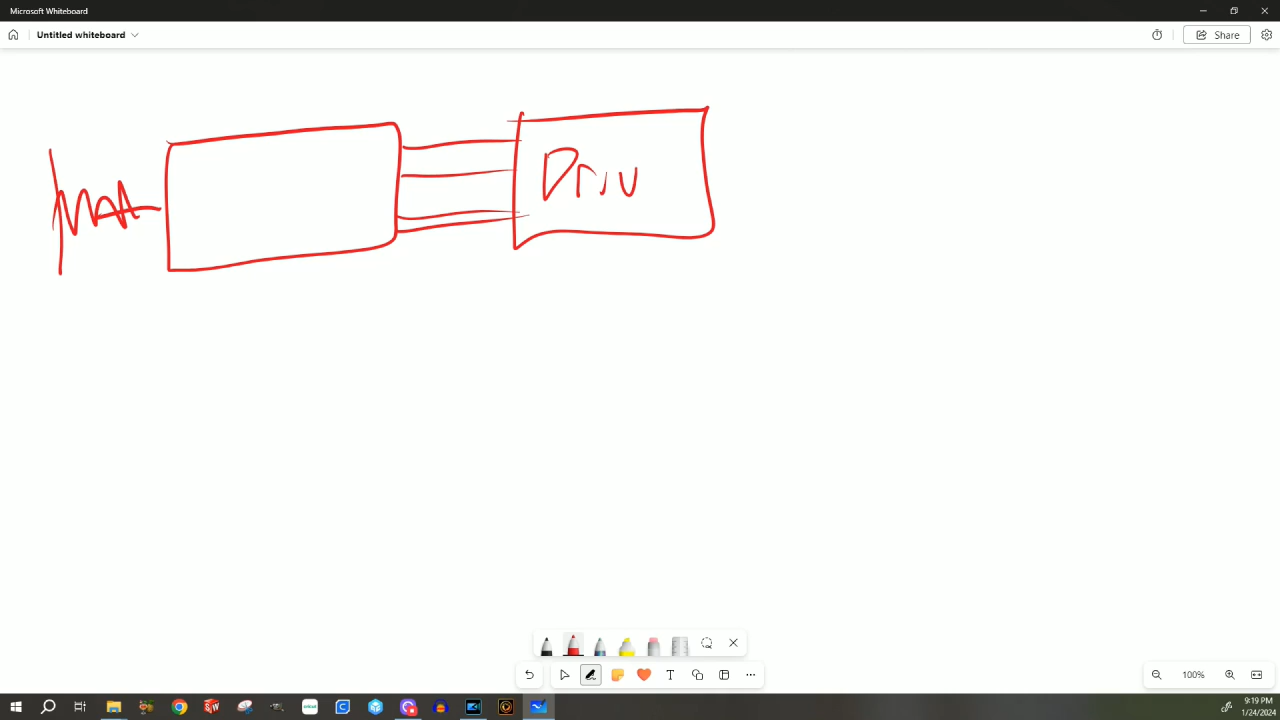 Microsoft Whiteboard
Untitled whiteboard
Share
Driv
100%
9:19 PM
1/24/2024